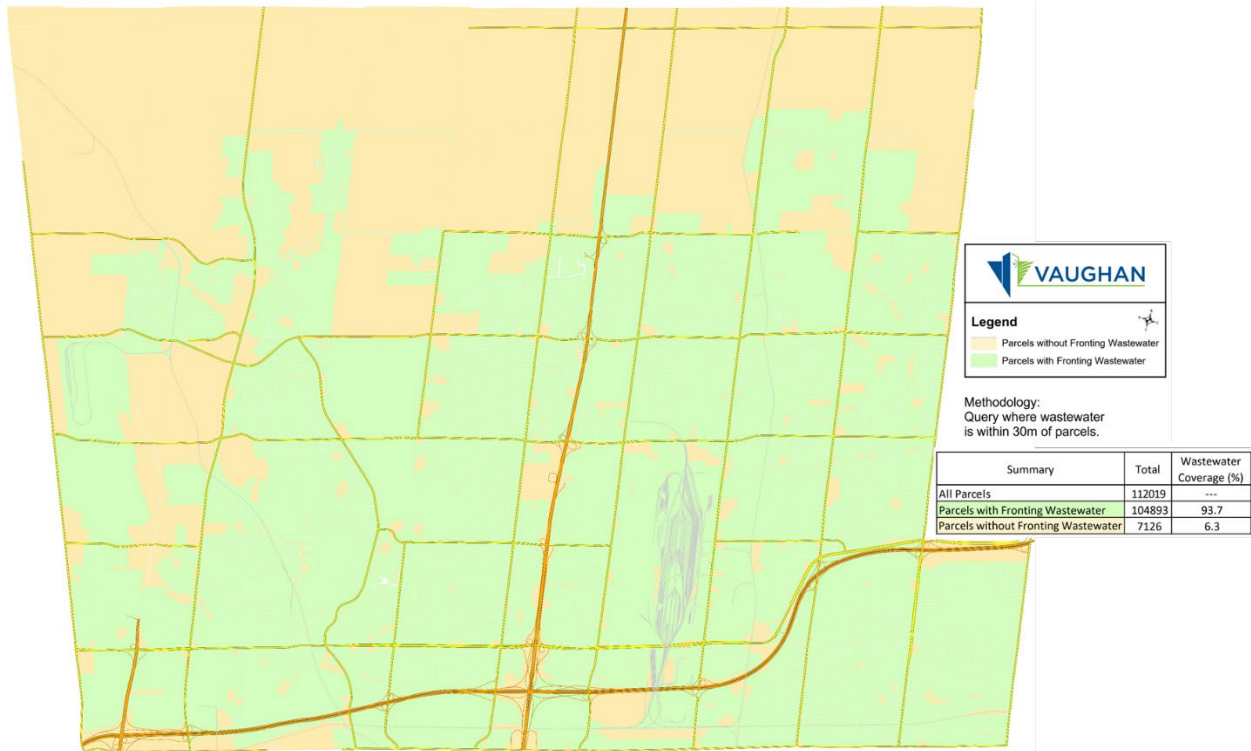 VAUGHAN
Legend
Parcels without Fronting Wastewater
Parcels with Fronting Wastewater
Methodology:
Query where wastewater
is within 30m of parcels.
Summary Total Wastewater Coverage (%)
All Parcels 112019 ---
Parcels with Fronting Wastewater 104893 93.7
Parcels without Fronting Wastewater 7126 6.3